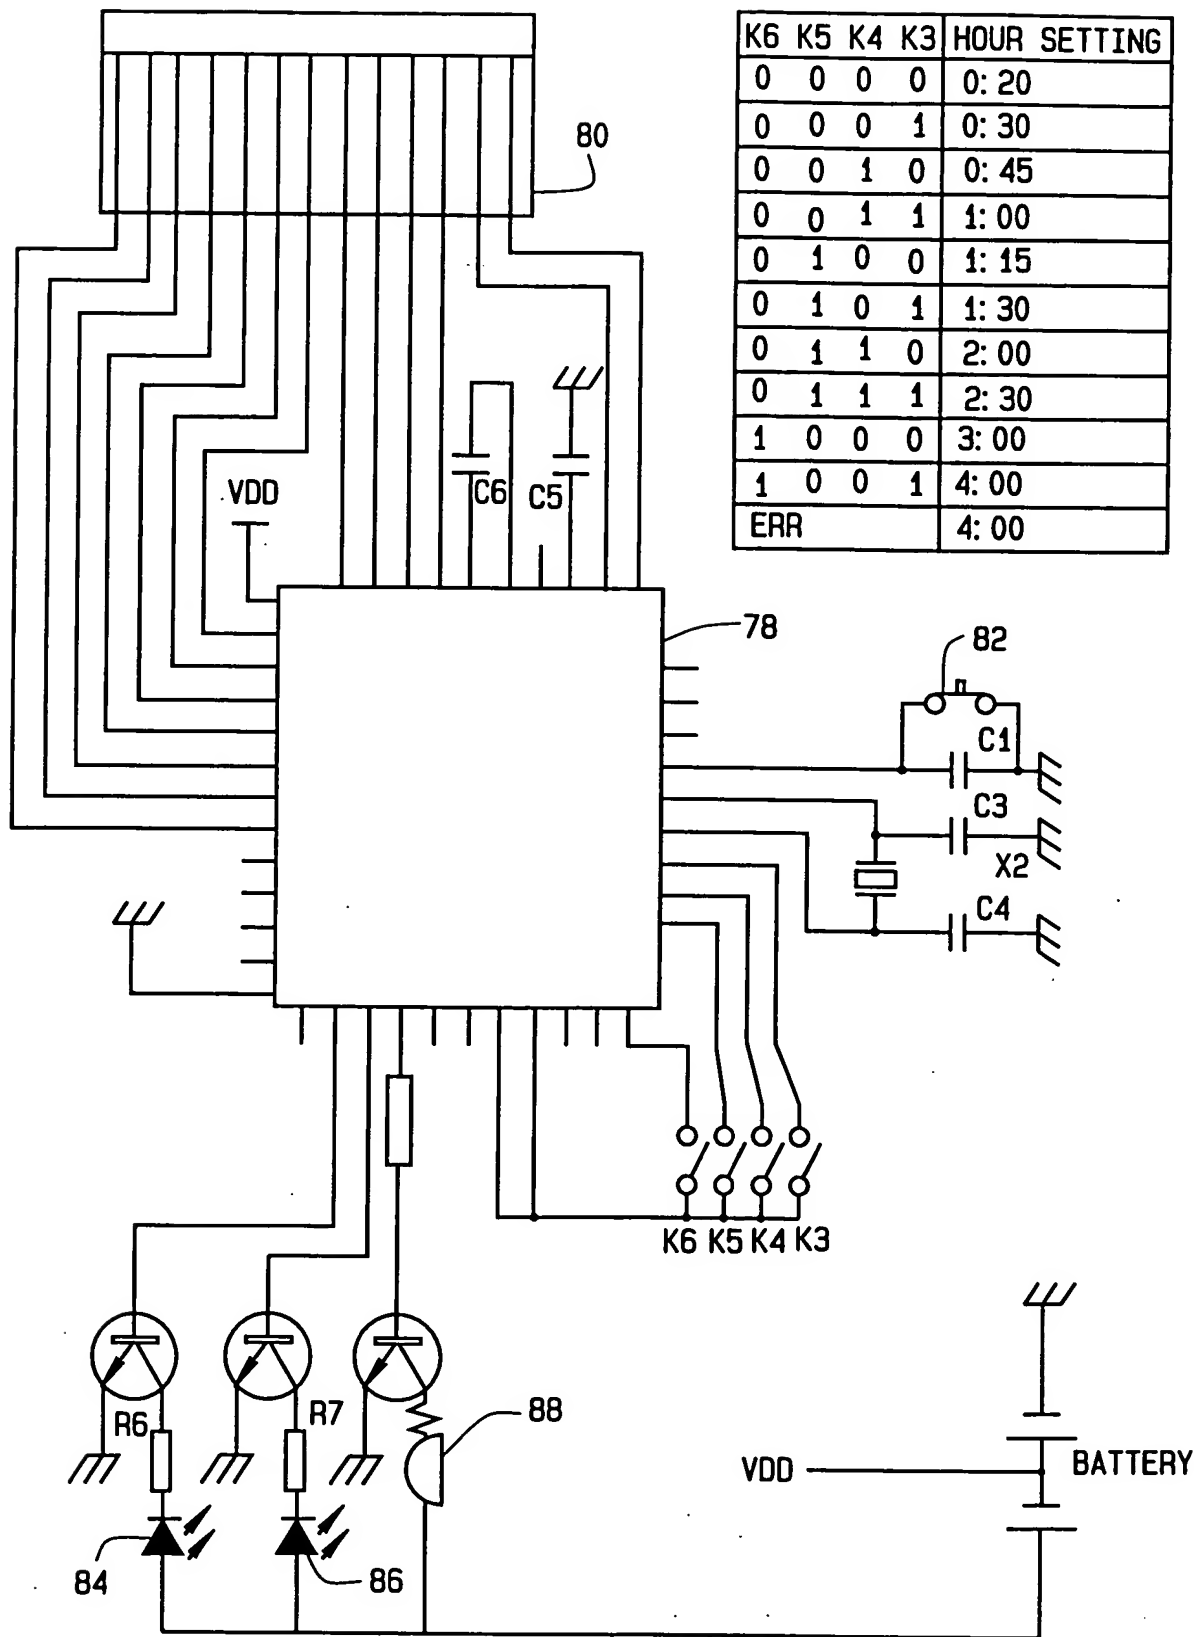 K6 K5 K4 K3 HOUR SETTING
0 0 0 0 0:20
0 0 0 1 0:30
0 0 1 0 0:45
0 0 1 1 1:00
0 1 0 0 1:15
0 1 0 1 1:30
0 1 1 0 2:00
0 1 1 1 2:30
1 0 0 0 3:00
1 0 0 1 4:00
ERR 4:00
80
VDD
C6
C5
78
82
C1
C3
X2
C4
K6 K5 K4 K3
R6
R7
88
84
86
VDD
BATTERY